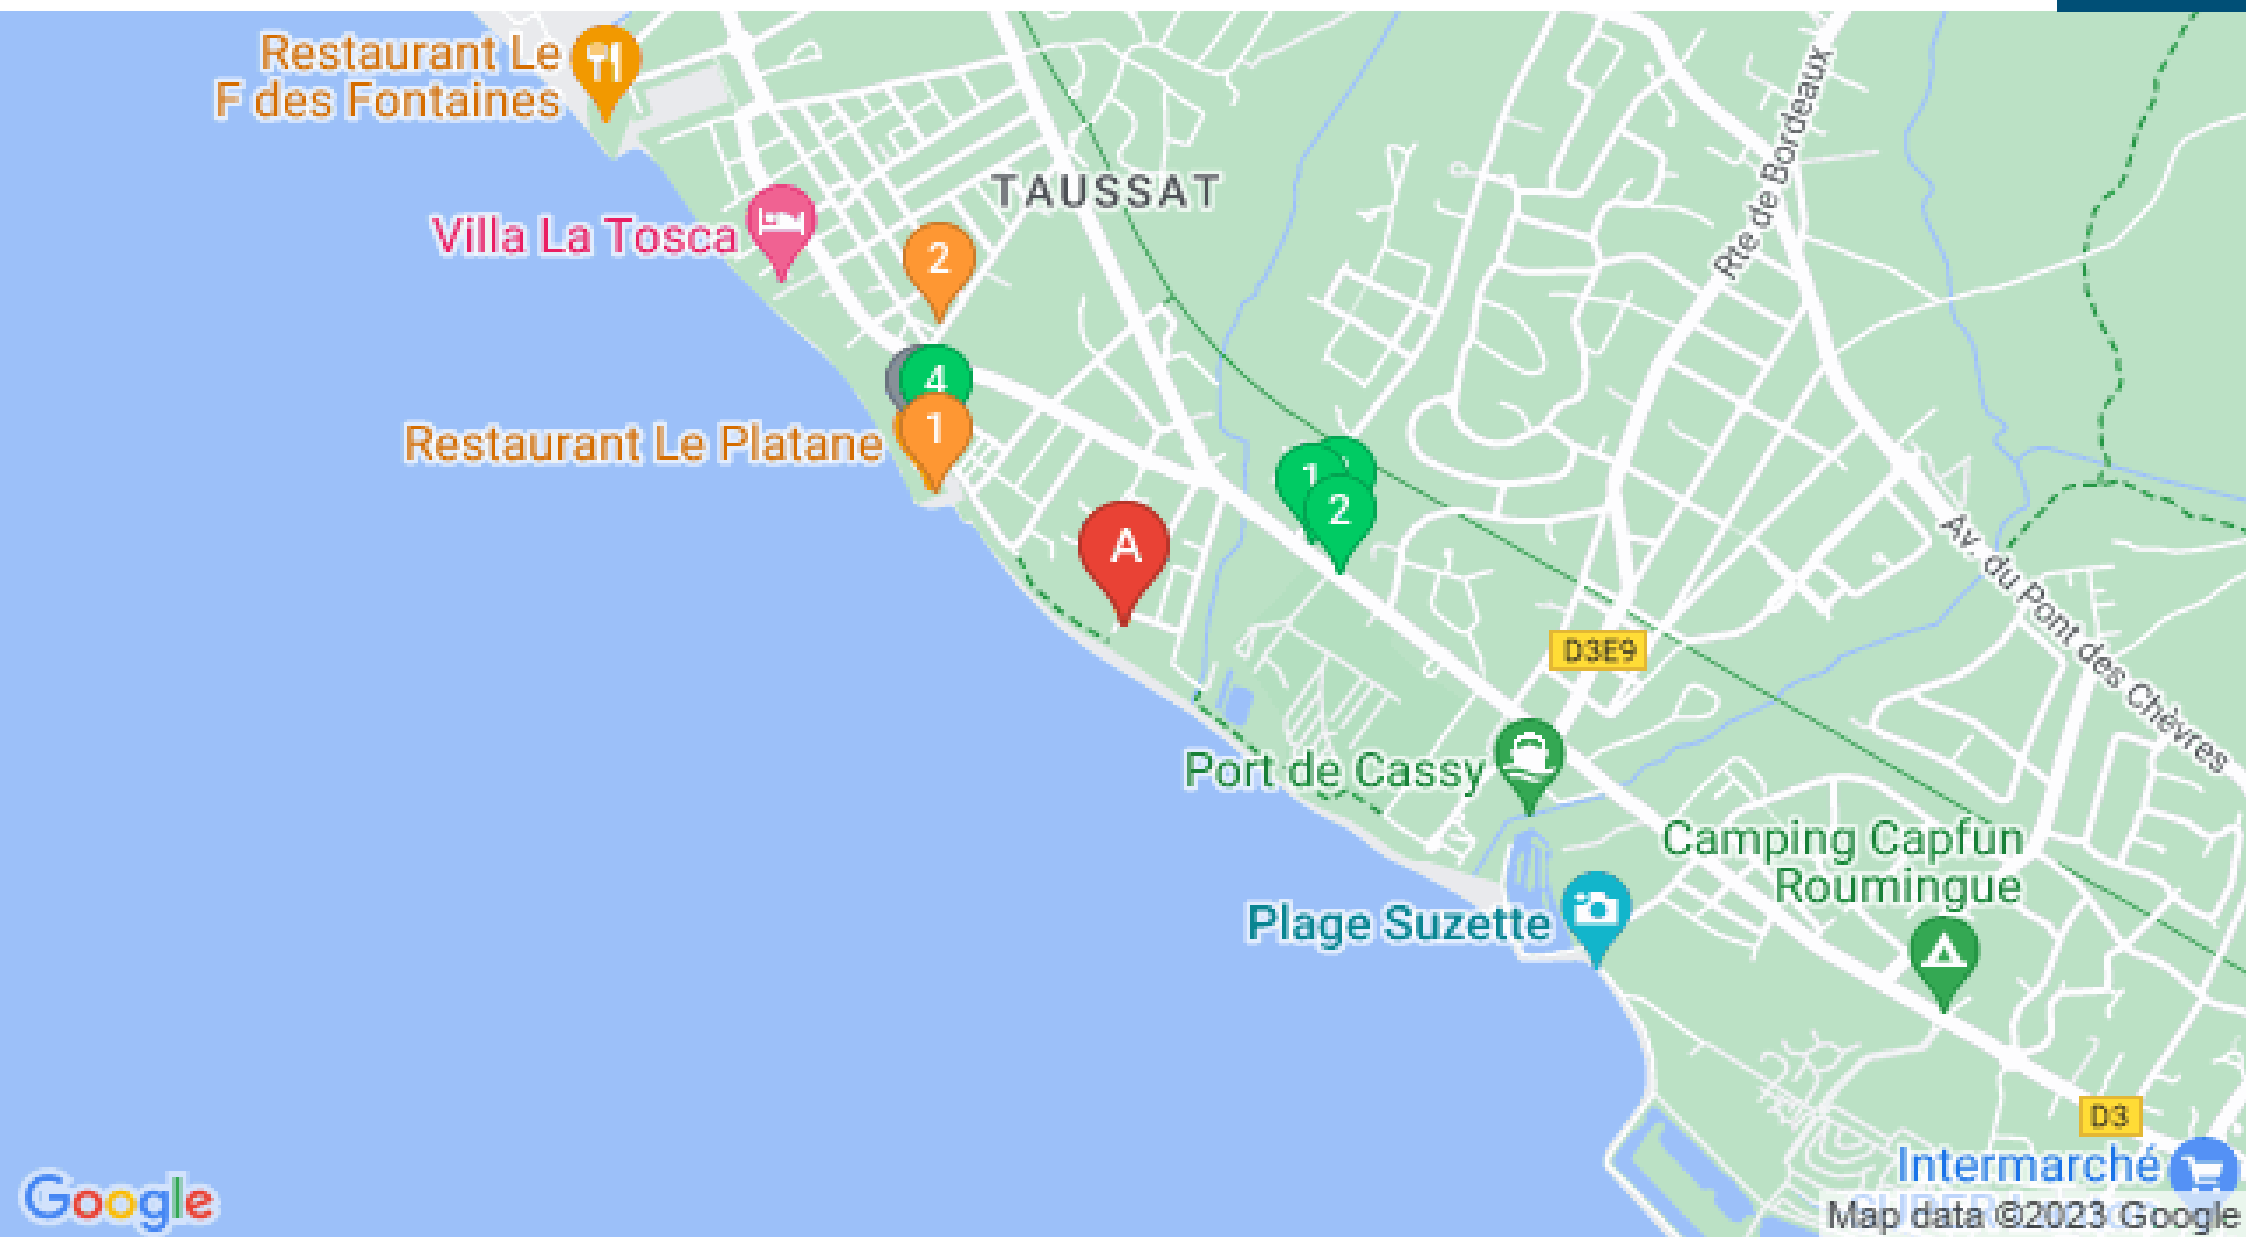 Restaurant Le
F des Fontaines
Rte de Bordeaux
TAUSSAT
Villa La Tosca
2
4
Restaurant Le Platane
1
1
2
A
Av. du Pont des Chèvres
D3E9
Port de Cassy
Camping Capfun
Roumingue
Plage Suzette
D3
Intermarché
Google
Map data ©2023 Google